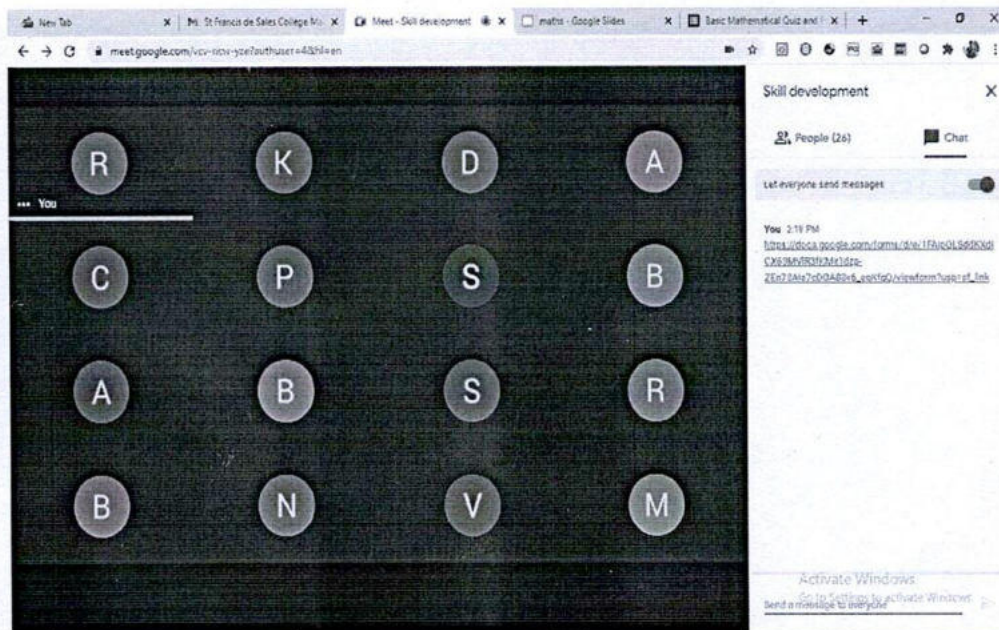 New Tab
St Francis de Sales College
Meet - Skill development
maths - Google Slides
Basic Mathematical Quiz and
meet.google.com/
Skill development
People (26)
Chat
Let everyone send messages
R K D A
You
You 2:19 PM
C P S B
A B S R
B N V M
Activate Windows
Go to Settings to activate Windows.
Send a message to everyone